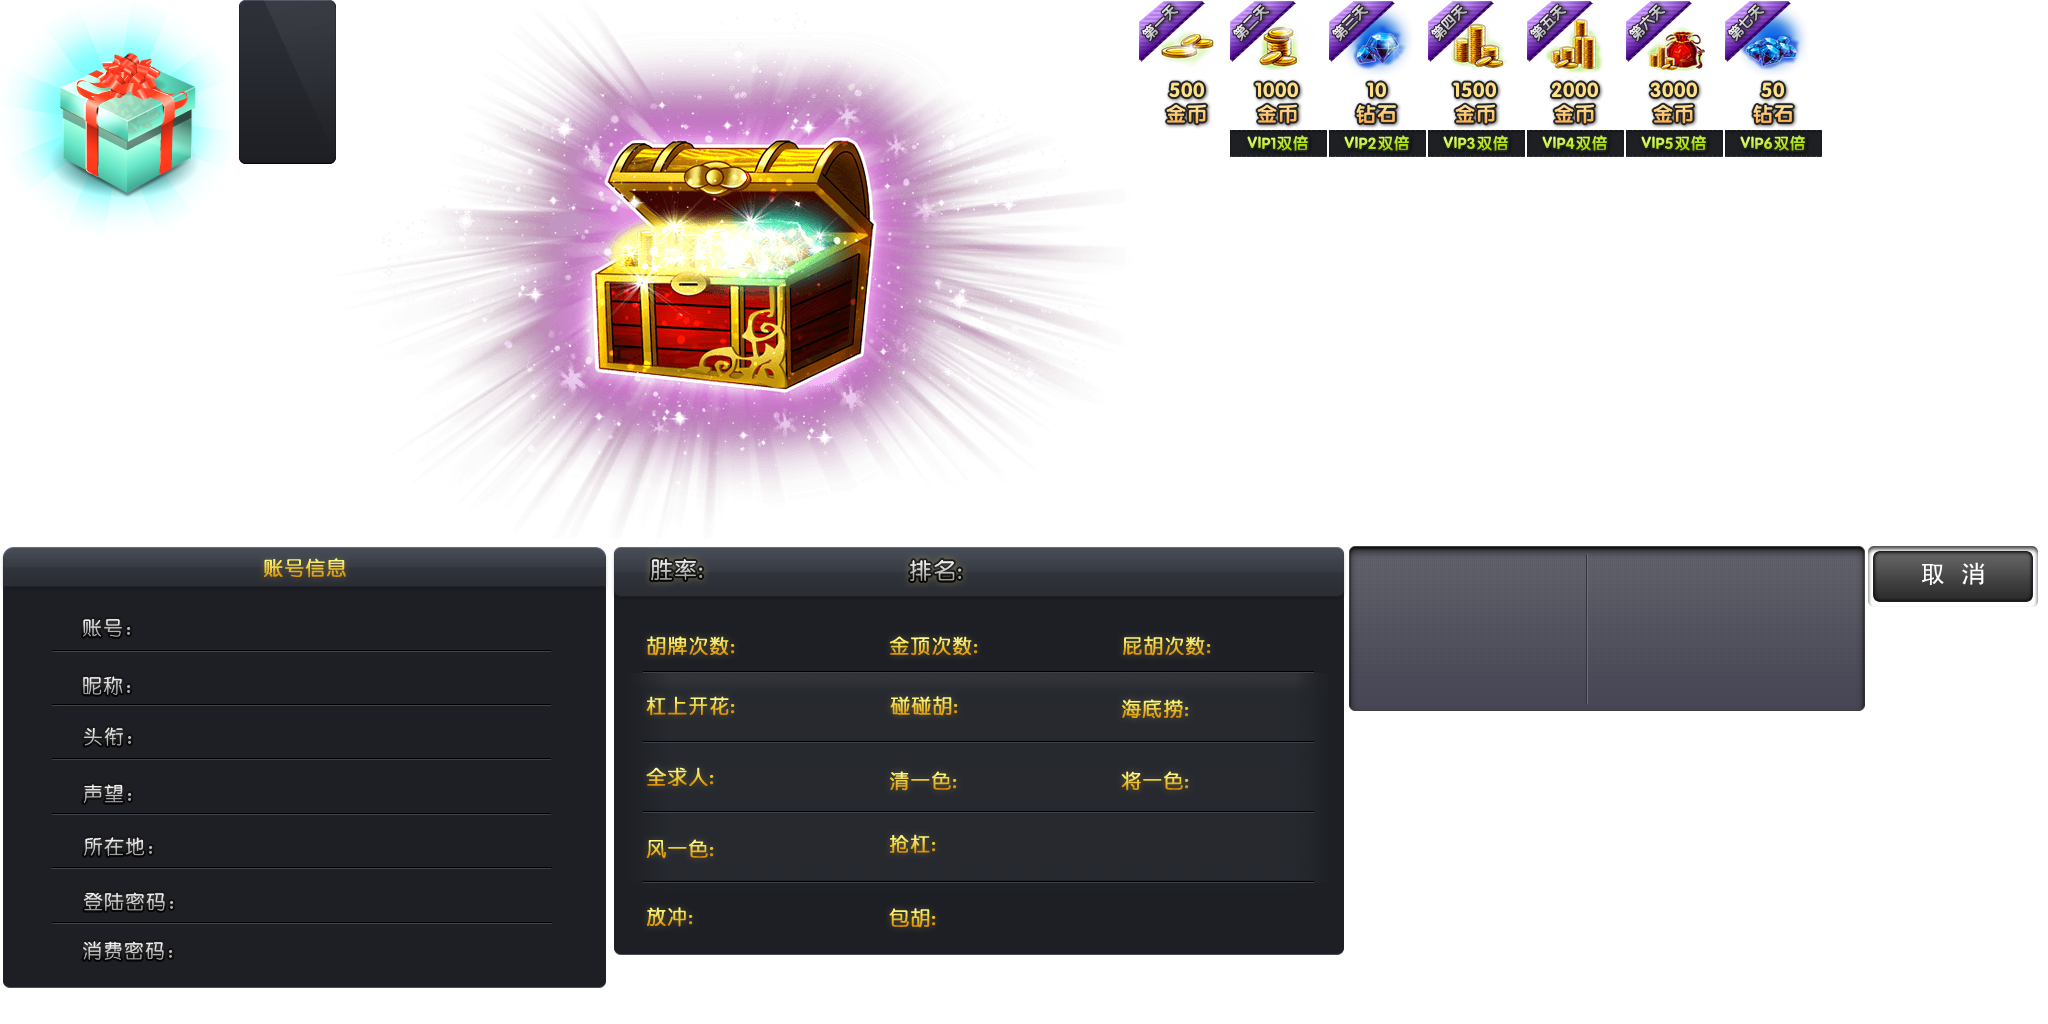 第一天
500
金币
第二天
1000
金币
VIP1双倍
第三天
10
钻石
VIP2双倍
第四天
1500
金币
VIP3双倍
第五天
2000
金币
VIP4双倍
第六天
3000
金币
VIP5双倍
第七天
50
钻石
VIP6双倍
账号信息
账号:
昵称:
头衔:
声望:
所在地:
登陆密码:
消费密码:
胜率: 排名:
胡牌次数: 金顶次数: 屁胡次数:
杠上开花: 碰碰胡: 海底捞:
全求人: 清一色: 将一色:
风一色: 抢杠:
放冲: 包胡:
取 消